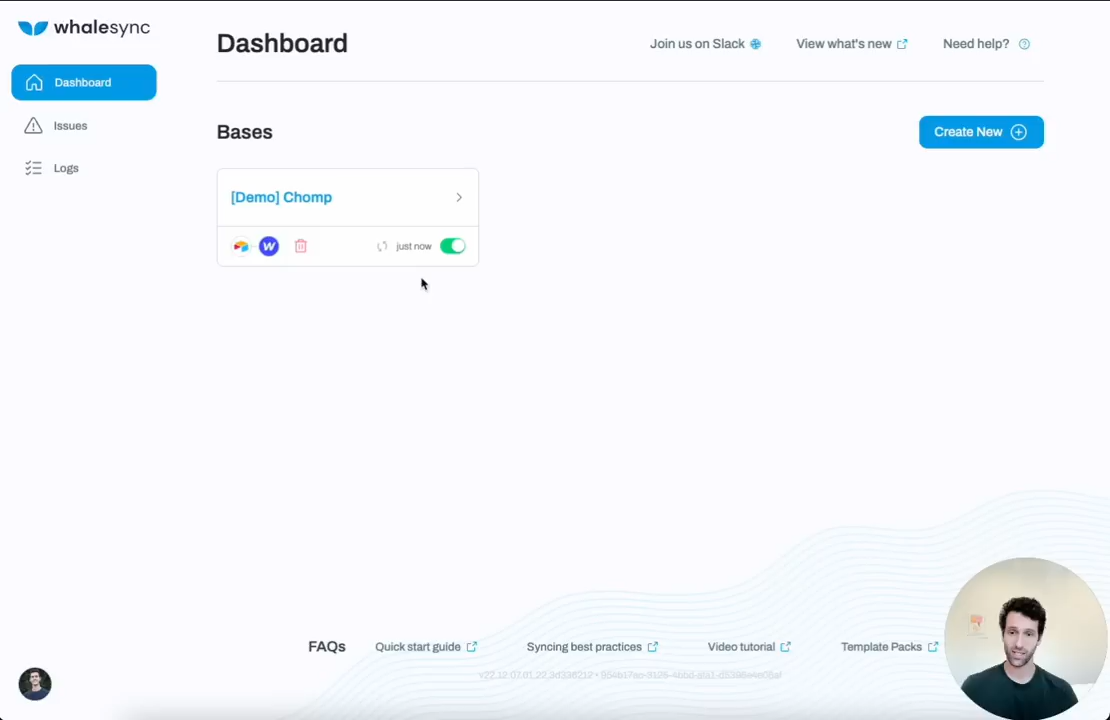 whalesync
Dashboard
Issues
Logs
Dashboard
Join us on Slack
View what's new
Need help?
Bases
Create New
[Demo] Chomp
just now
FAQs
Quick start guide
Syncing best practices
Video tutorial
Template Packs